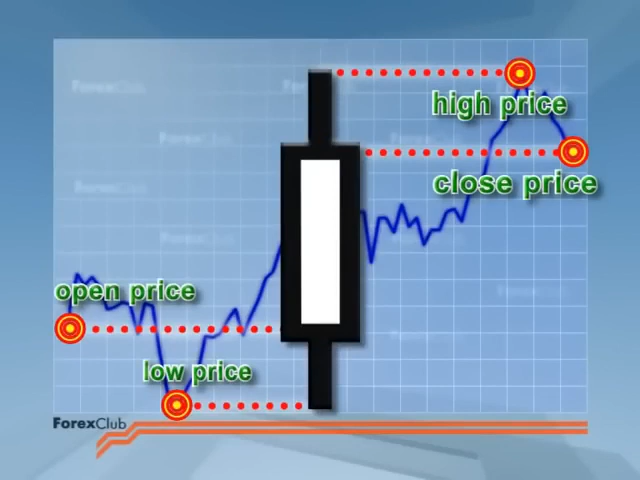 high price
close price
open price
low price
ForexClub